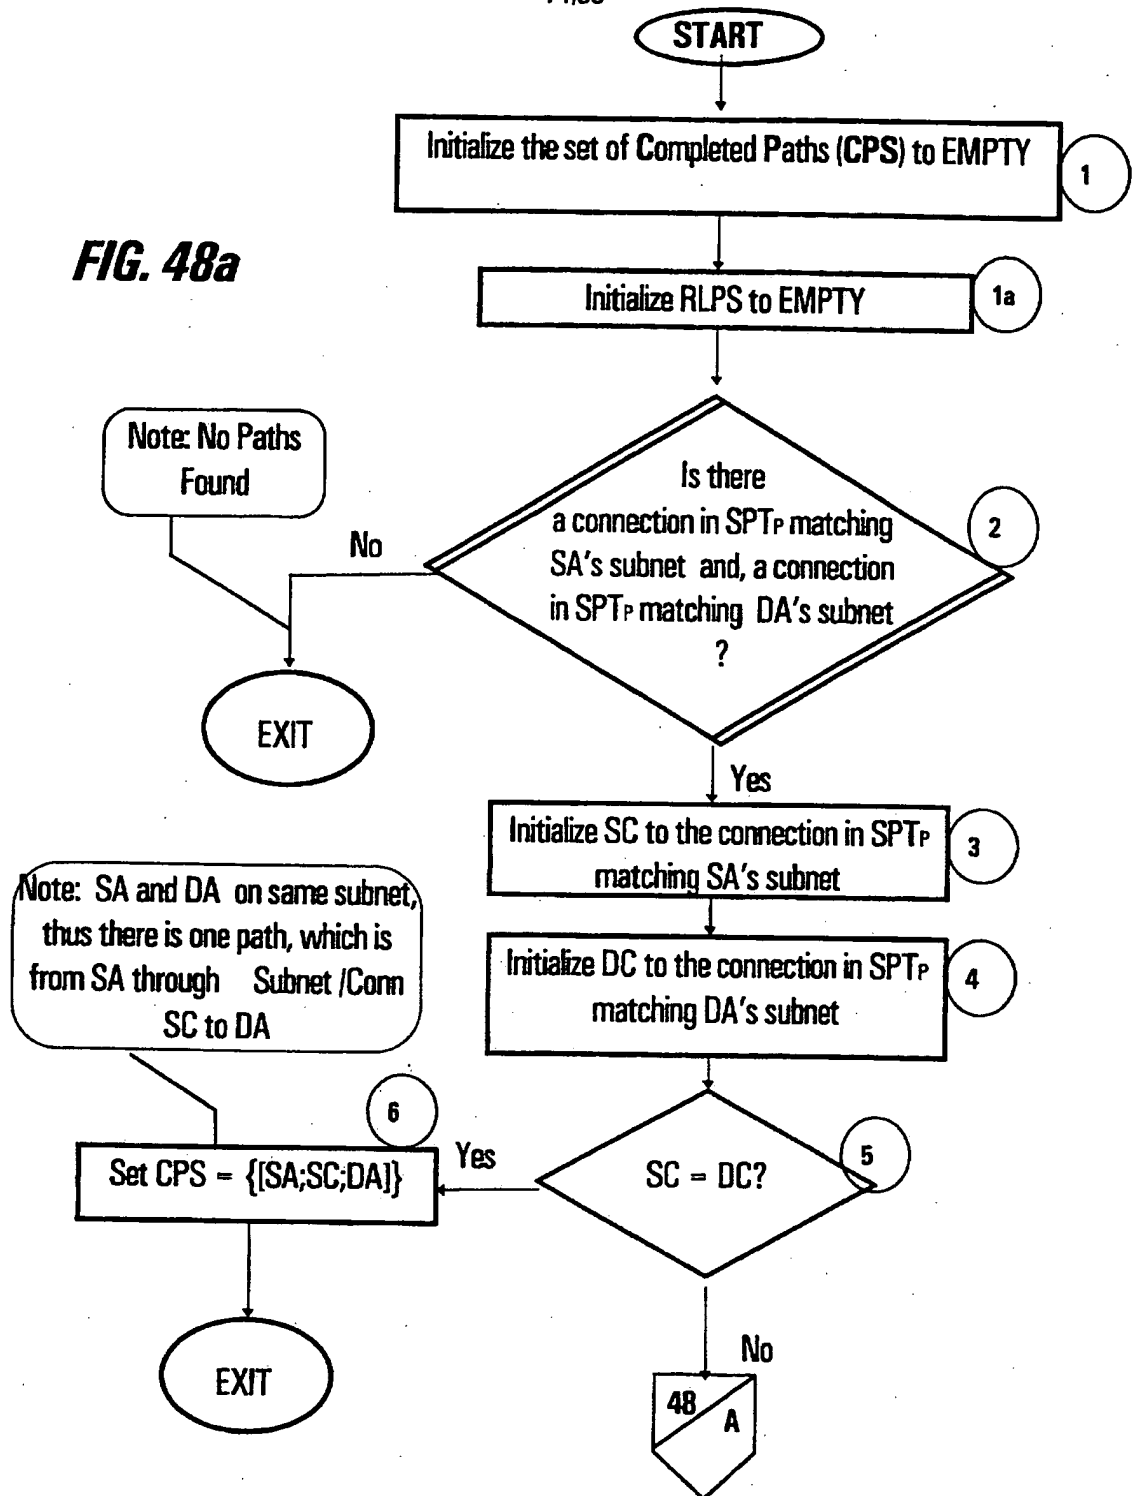 START
Initialize the set of Completed Paths (CPS) to EMPTY
1
FIG. 48a
Initialize RLPS to EMPTY
1a
Note: No Paths
Found
No
Is there
a connection in SPTP matching
SA's subnet and, a connection
in SPTP matching DA's subnet
?
2
EXIT
Yes
Initialize SC to the connection in SPTP
matching SA's subnet
3
Note: SA and DA on same subnet,
thus there is one path, which is
from SA through Subnet /Conn
SC to DA
Initialize DC to the connection in SPTP
matching DA's subnet
4
6
Set CPS = {[SA;SC;DA]}
Yes
SC = DC?
5
EXIT
No
48
A